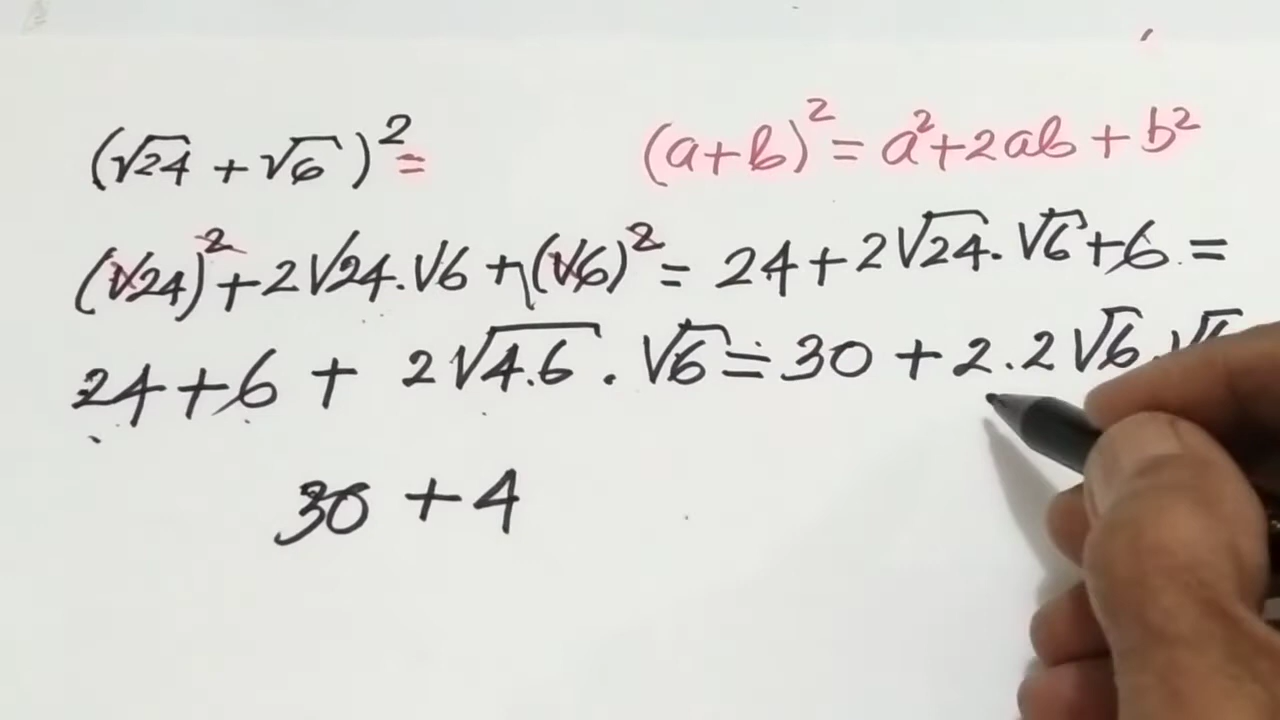 (√24 + √6)² = (a+b)² = a² + 2ab + b²
(√24)² + 2√24.√6 + (√6)² = 24 + 2√24.√6 + 6 =
24 + 6 + 2√4.6 . √6 = 30 + 2.2√6.√6
30 + 4